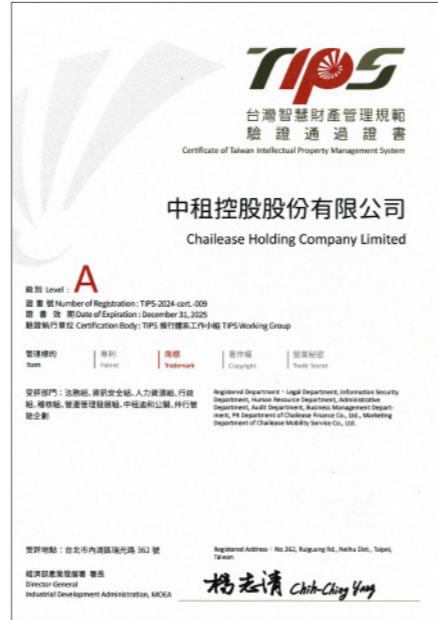 TIPS
台灣智慧財產管理規範
驗證通過證書
Certificate of Taiwan Intellectual Property Management System
中租控股股份有限公司
Chailease Holding Company Limited
級別 Level : A
證書號 Number of Registration : TIPS-2024-cert.-009
證書效期 Date of Expiration : December 31, 2025
驗證執行單位 Certification Body : TIPS 推行體系工作小組 TIPS Working Group
管理標的 專利 商標 著作權 營業秘密
Item Patent Trademark Copyright Trade Secret
受評部門：法務組、資訊安全組、人力資源組、行政
組、稽核組、營運管理發展組、中租迪和公關、仲行智
能企劃
Registered Department : Legal Department, Information Security
Department, Human Resource Department, Administrative
Department, Audit Department, Business Management Depart-
ment, PR Department of Chailease Finance Co., Ltd., Marketing
Department of Chailease Mobility Service Co., Ltd.
受評地點：台北市內湖區瑞光路 362 號
Registered Address : No.362, Ruiguang Rd., Neihu Dist., Taipei,
Taiwan
經濟部產業發展署 署長
Director General
Industrial Development Administration, MOEA
楊志清 Chih-Ching Yang